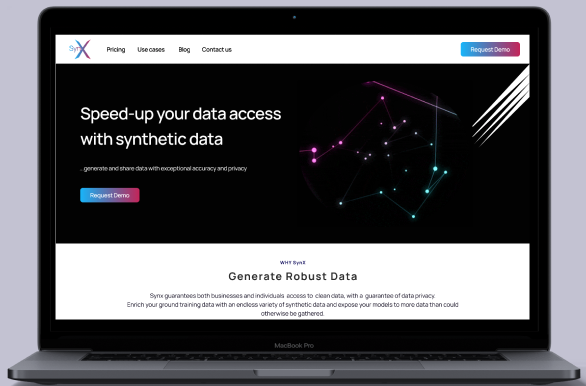 SynX
Pricing
Use cases
Blog
Contact us
Request Demo
Speed-up your data access
with synthetic data
...generate and share data with exceptional accuracy and privacy
Request Demo
WHY SynX
Generate Robust Data
Synx guarantees both businesses and individuals access to clean data, with a guarantee of data privacy.
Enrich your ground training data with an endless variety of synthetic data and expose your models to more data than could
otherwise be gathered.
MacBook Pro